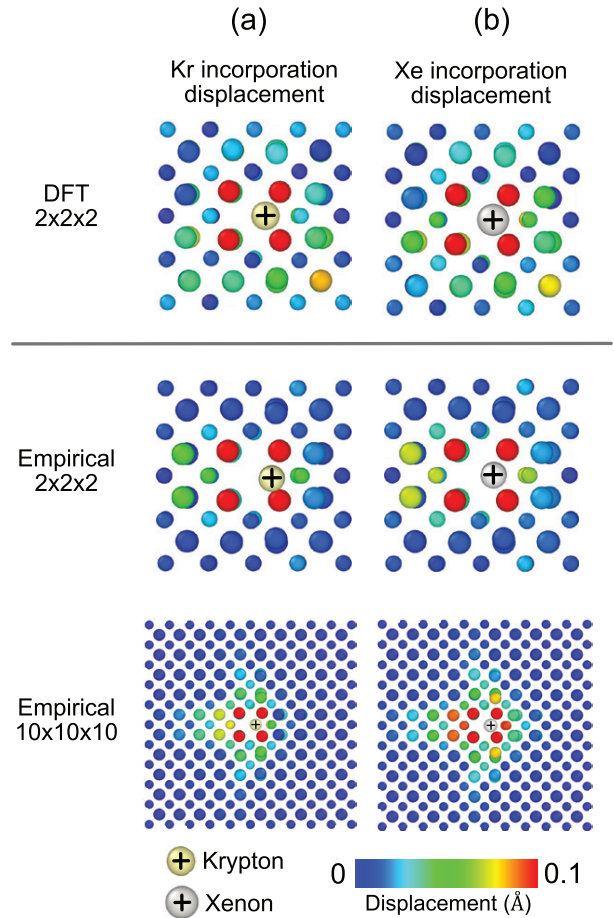 (a) (b)
Kr incorporation displacement
Xe incorporation displacement
DFT
2x2x2
Empirical
2x2x2
Empirical
10x10x10
Krypton
Xenon
0 0.1
Displacement (Å)